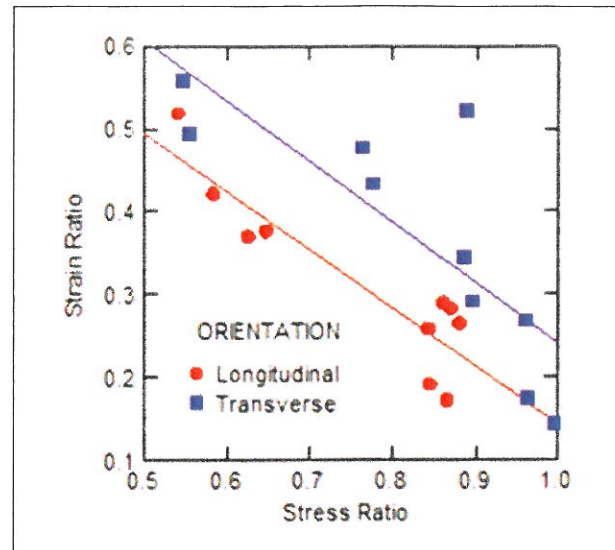 0.6
0.5
0.4
0.3
0.2
0.1
Strain Ratio
ORIENTATION
Longitudinal
Transverse
0.5 0.6 0.7 0.8 0.9 1.0
Stress Ratio